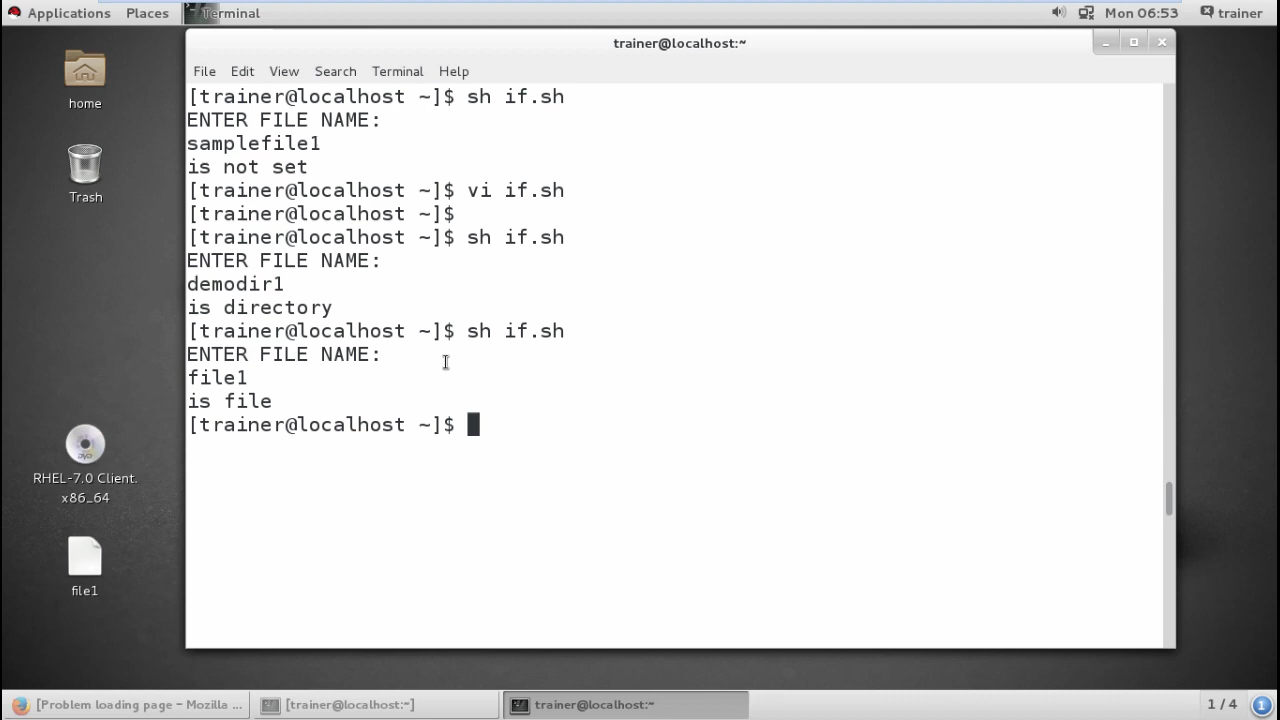 Applications Places Terminal Mon 06:53 trainer
trainer@localhost:~
File Edit View Search Terminal Help
[trainer@localhost ~]$ sh if.sh
ENTER FILE NAME:
samplefile1
is not set
[trainer@localhost ~]$ vi if.sh
[trainer@localhost ~]$
[trainer@localhost ~]$ sh if.sh
ENTER FILE NAME:
demodir1
is directory
[trainer@localhost ~]$ sh if.sh
ENTER FILE NAME:
file1
is file
[trainer@localhost ~]$
home
Trash
RHEL-7.0 Client.
x86_64
file1
[Problem loading page – Mozilla ... [trainer@localhost:~] trainer@localhost:~ 1 / 4 1